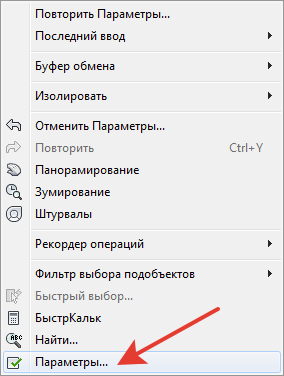 Повторить Параметры...
Последний ввод
Буфер обмена
Изолировать
Отменить Параметры...
Повторить Ctrl+Y
Панорамирование
Зумирование
Штурвалы
Рекордер операций
Фильтр выбора подобъектов
Быстрый выбор...
БыстрКальк
ABC Найти...
Параметры...